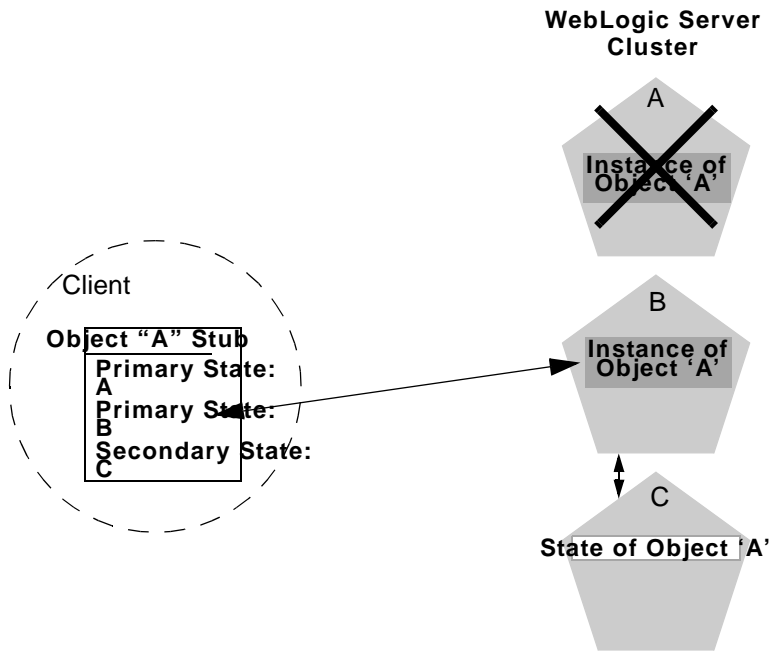 WebLogic Server
Cluster
A
Instance of
Object ‘A’
Client
Object “A” Stub
Primary State:
A
Primary State:
B
Secondary State:
C
B
Instance of
Object ‘A’
C
State of Object ‘A’